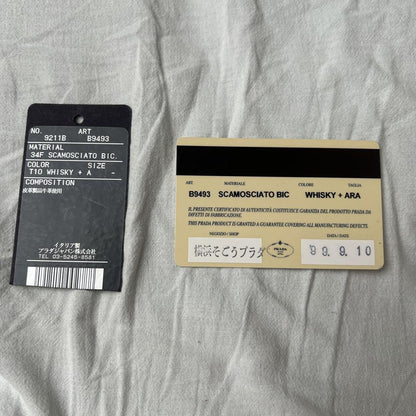 NO. ART
9211B B9493
MATERIAL
34F SCAMOSCIATO BIC.
COLOR SIZE
T10 WHISKY + A -
COMPOSITION
皮革製品牛革使用
イタリア製
プラダジャパン株式会社
TEL 03-5245-8581
ART MATERIALE COLORE TAGLIA
B9493 SCAMOSCIATO BIC WHISKY + ARA
IL PRESENTE CERTIFICATO DI AUTENTICITÀ COSTITUISCE GARANZIA DEL PRODOTTO PRADA DA
DIFETTI DI FABBRICAZIONE.
THIS PRADA PRODUCT IS GRANTED A GUARANTEE COVERING ALL MANUFACTURING DEFECTS.
NEGOZIO / SHOP DATA / DATE
横浜そごうプラダ PRADA 99.9.10